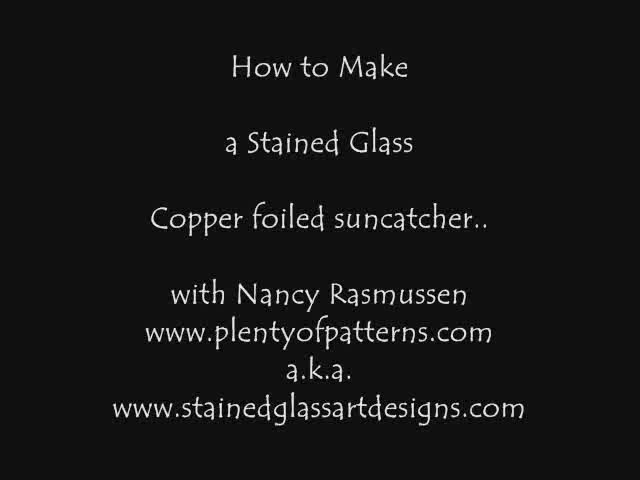 How to Make
a Stained Glass
Copper foiled suncatcher..
with Nancy Rasmussen
www.plentyofpatterns.com
a.k.a.
www.stainedglassartdesigns.com